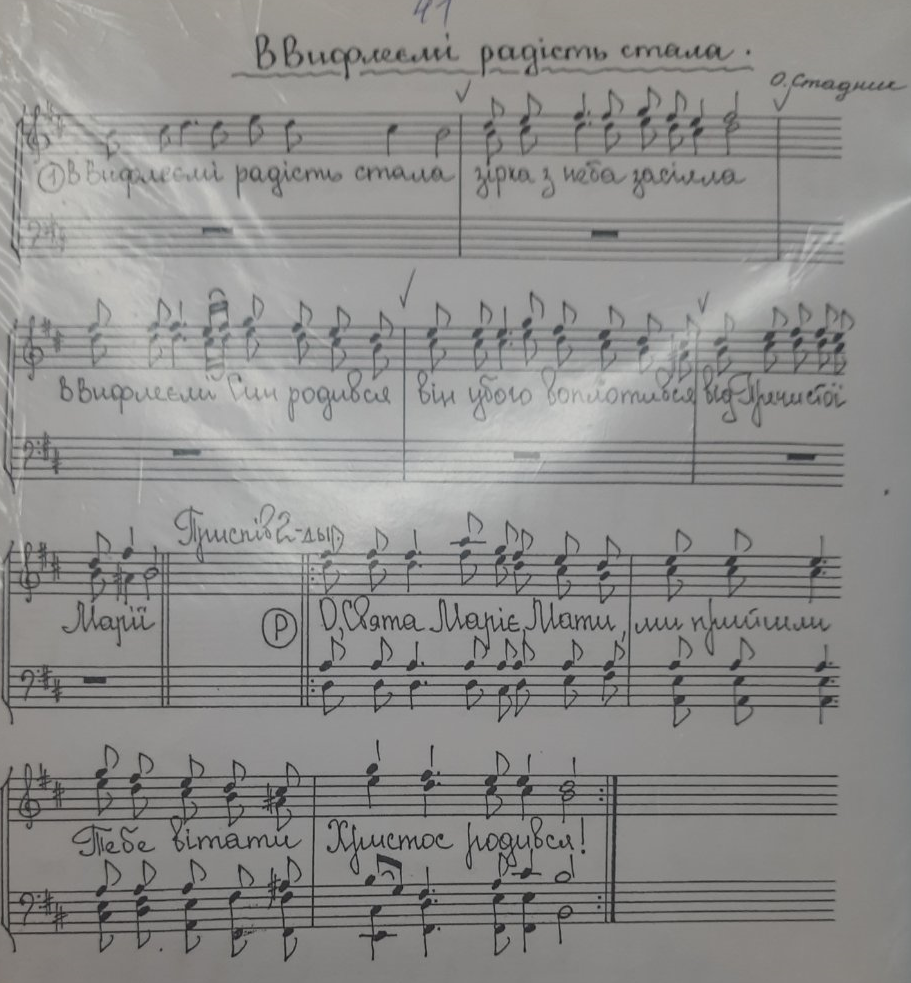 41
В Вифлеємі радість стала.
О. Стадник
① В Вифлеємі радість стала зірка з неба засіяла
В Вифлеємі Син родився він убого воплотився від Пречистої
Приспів 2-ды
Марії Ⓟ О, Свята Маріє, Мати, ми прийшли
Тебе вітати Христос родився!